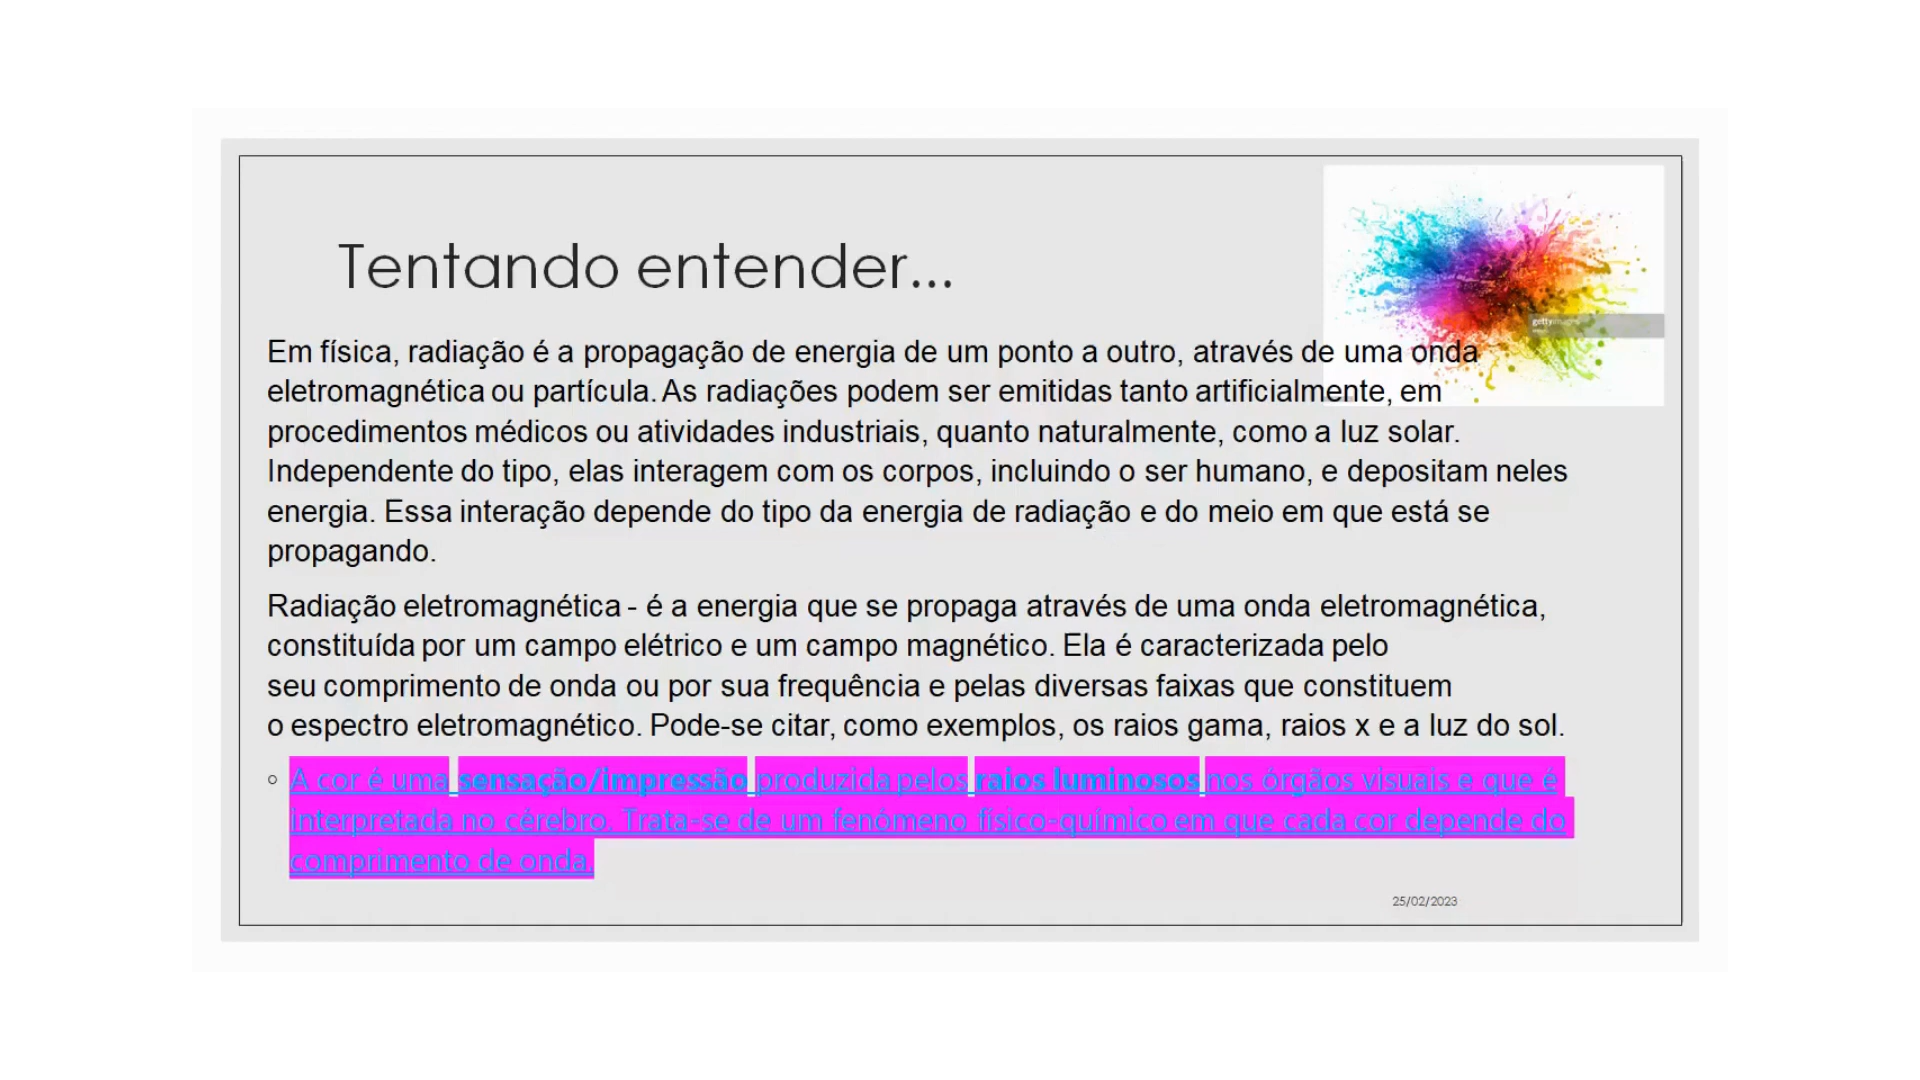 Tentando entender...
gettyimages
Em física, radiação é a propagação de energia de um ponto a outro, através de uma onda
eletromagnética ou partícula. As radiações podem ser emitidas tanto artificialmente, em
procedimentos médicos ou atividades industriais, quanto naturalmente, como a luz solar.
Independente do tipo, elas interagem com os corpos, incluindo o ser humano, e depositam neles
energia. Essa interação depende do tipo da energia de radiação e do meio em que está se
propagando.
Radiação eletromagnética - é a energia que se propaga através de uma onda eletromagnética,
constituída por um campo elétrico e um campo magnético. Ela é caracterizada pelo
seu comprimento de onda ou por sua frequência e pelas diversas faixas que constituem
o espectro eletromagnético. Pode-se citar, como exemplos, os raios gama, raios x e a luz do sol.
A cor é uma sensação/impressão produzida pelos raios luminosos nos órgãos visuais e que é
interpretada no cérebro. Trata-se de um fenómeno físico-químico em que cada cor depende do
comprimento de onda.
25/02/2023